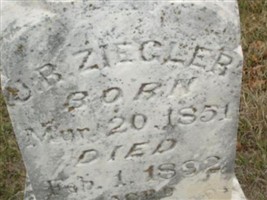 J. B. ZIEGLER
BORN
Mar. 20. 1851
DIED
Feb. 1. 1892